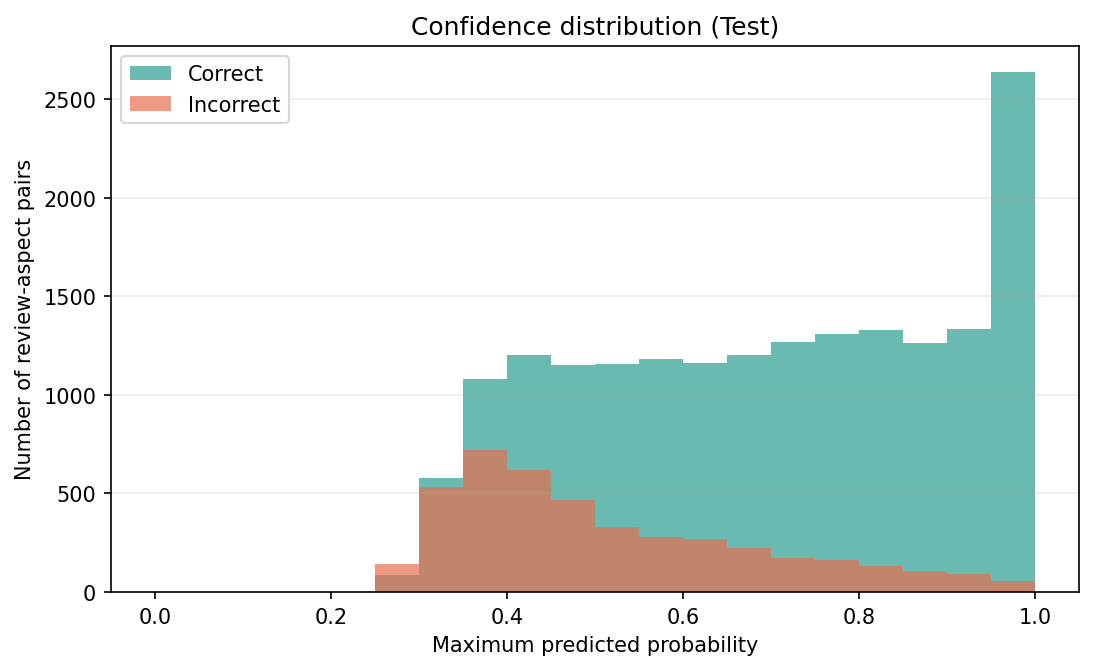 Confidence distribution (Test)
Correct
Incorrect
Number of review-aspect pairs
2500
2000
1500
1000
500
0
0.0
0.2
0.4
0.6
0.8
1.0
Maximum predicted probability